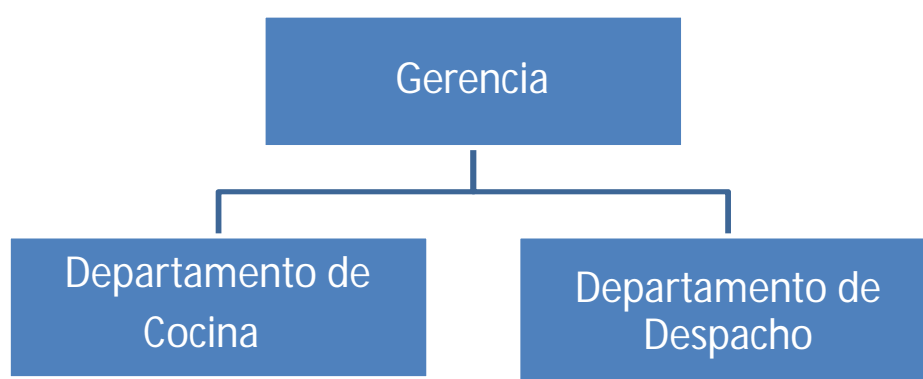 Gerencia
Departamento de
Cocina
Departamento de
Despacho